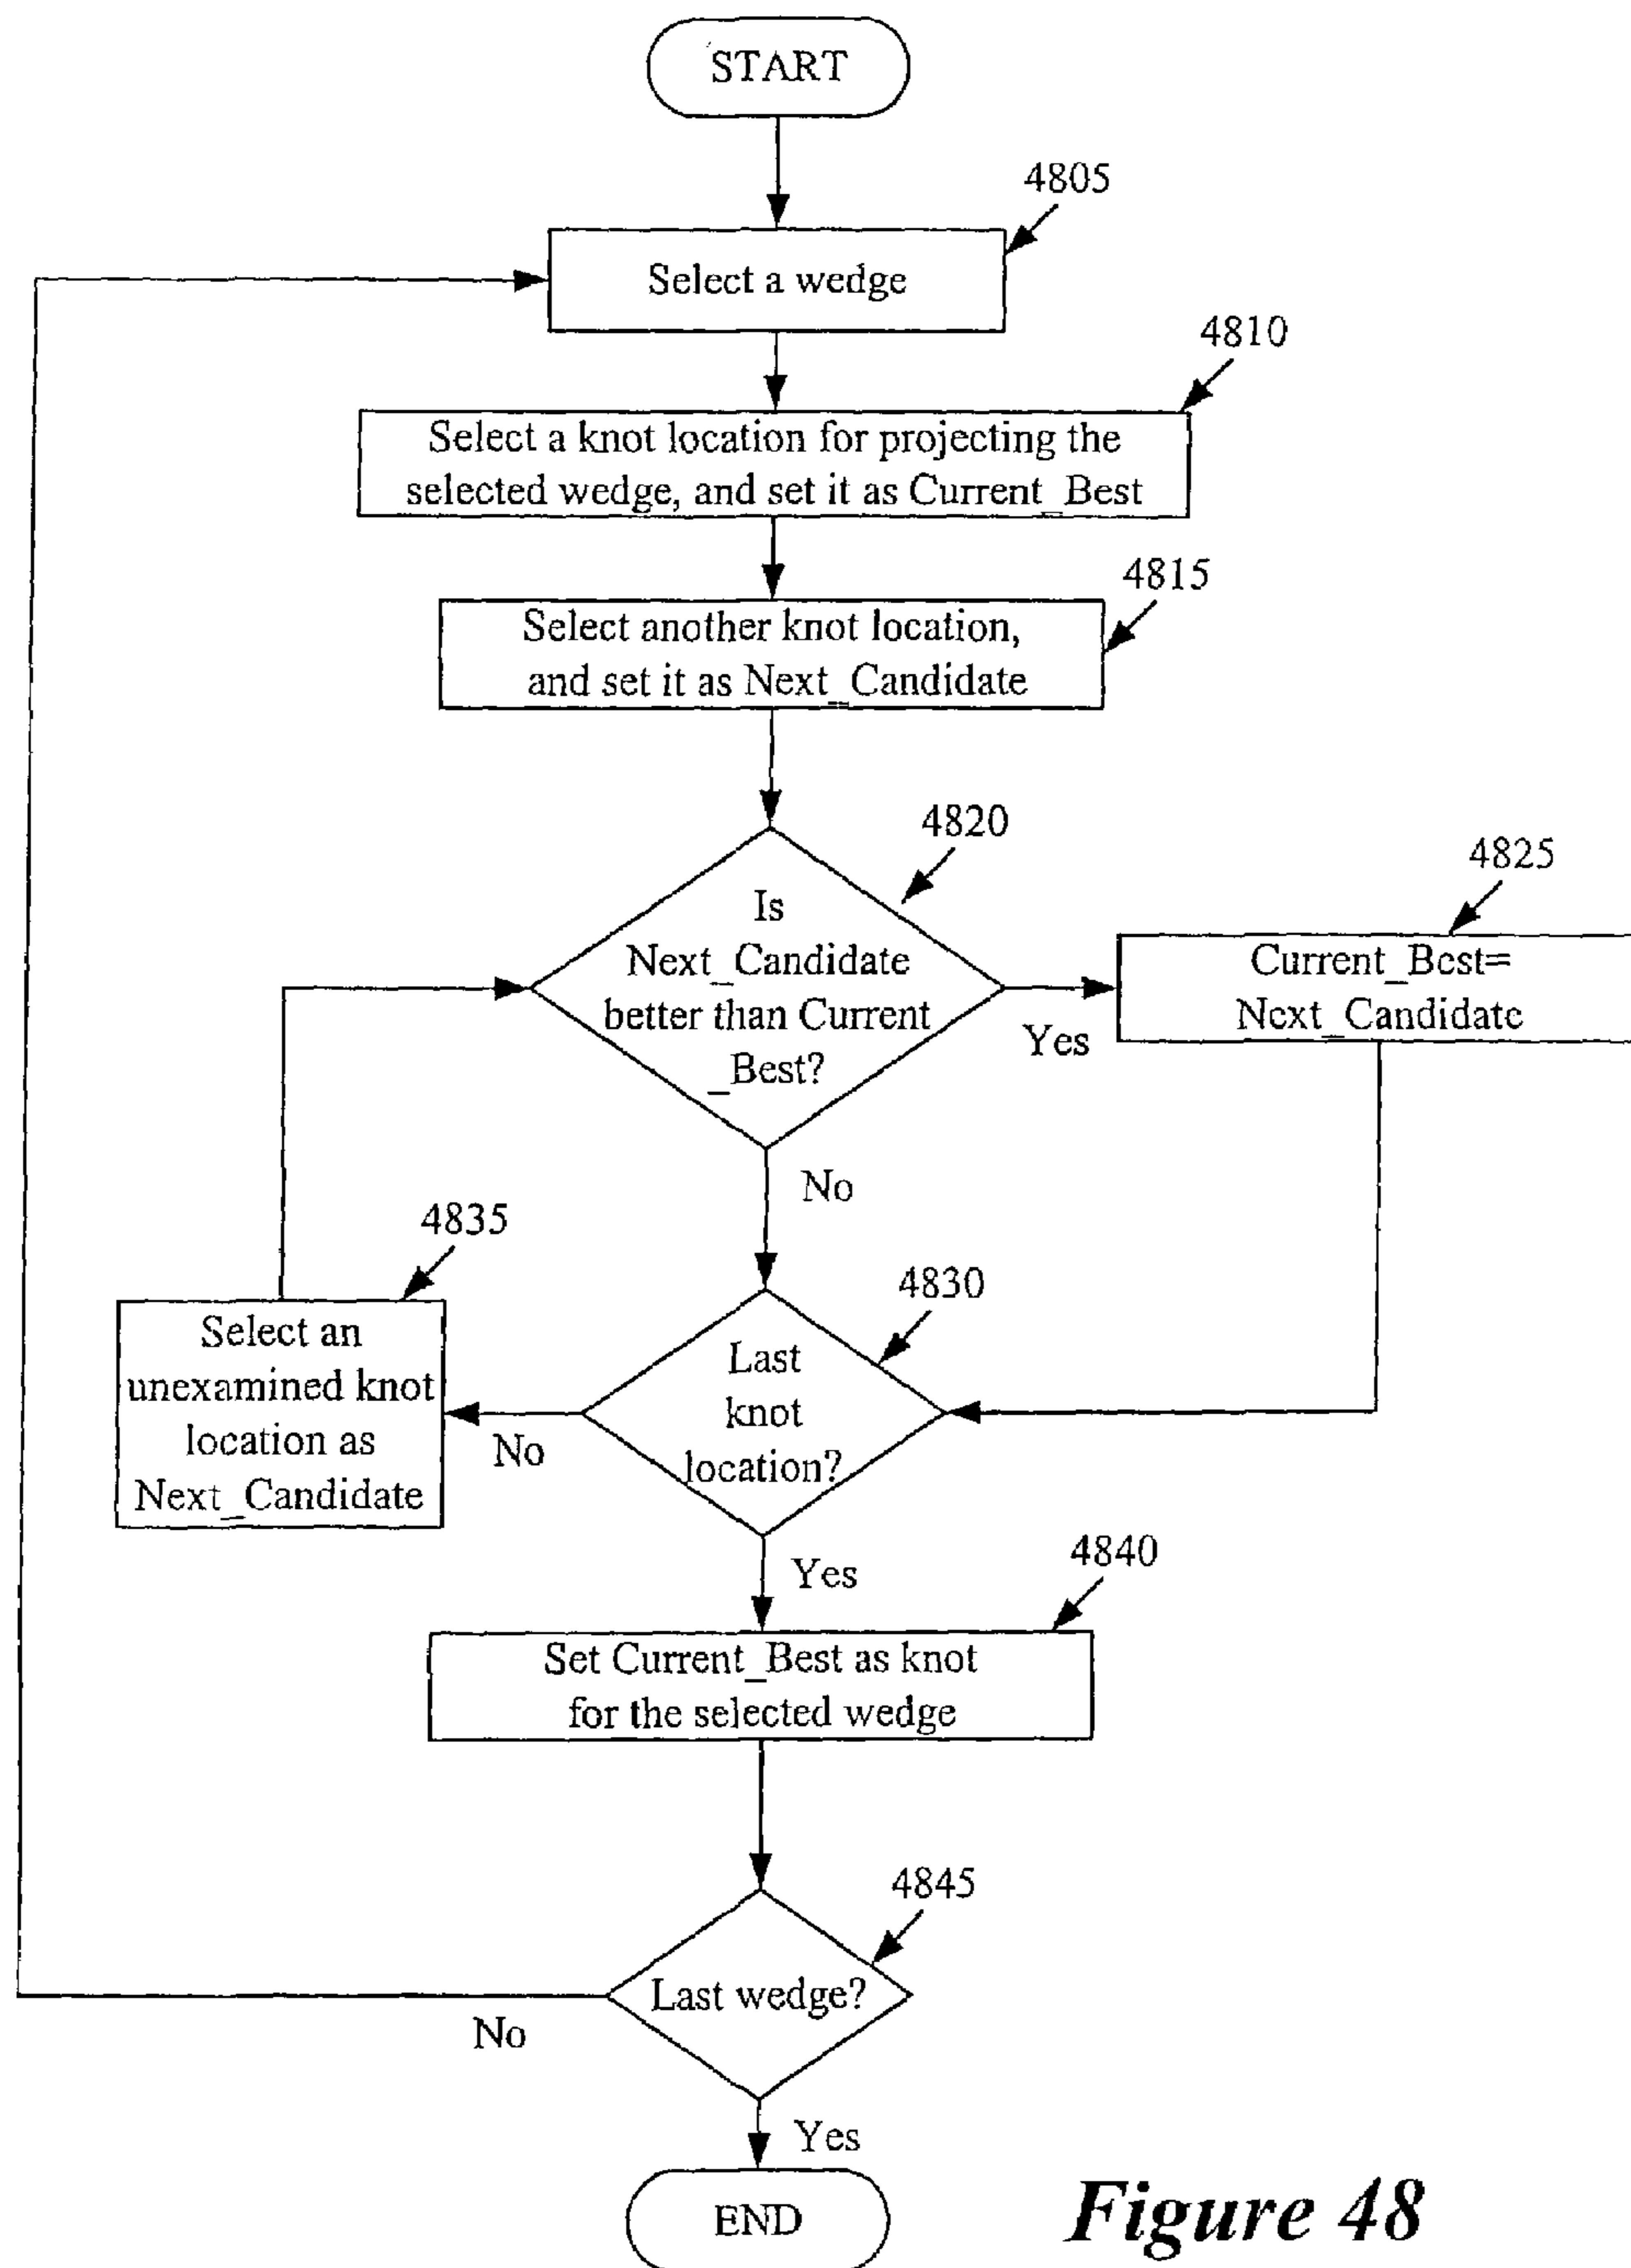 START
4805
Select a wedge
4810
Select a knot location for projecting the
selected wedge, and set it as Current_Best
4815
Select another knot location,
and set it as Next_Candidate
4820
Is
Next_Candidate
better than Current
_Best?
Yes
4825
Current_Best=
Next_Candidate
No
4835
Select an
unexamined knot
location as
Next_Candidate
4830
Last
knot
location?
No
Yes
4840
Set Current_Best as knot
for the selected wedge
4845
Last wedge?
No
Yes
END
Figure 48